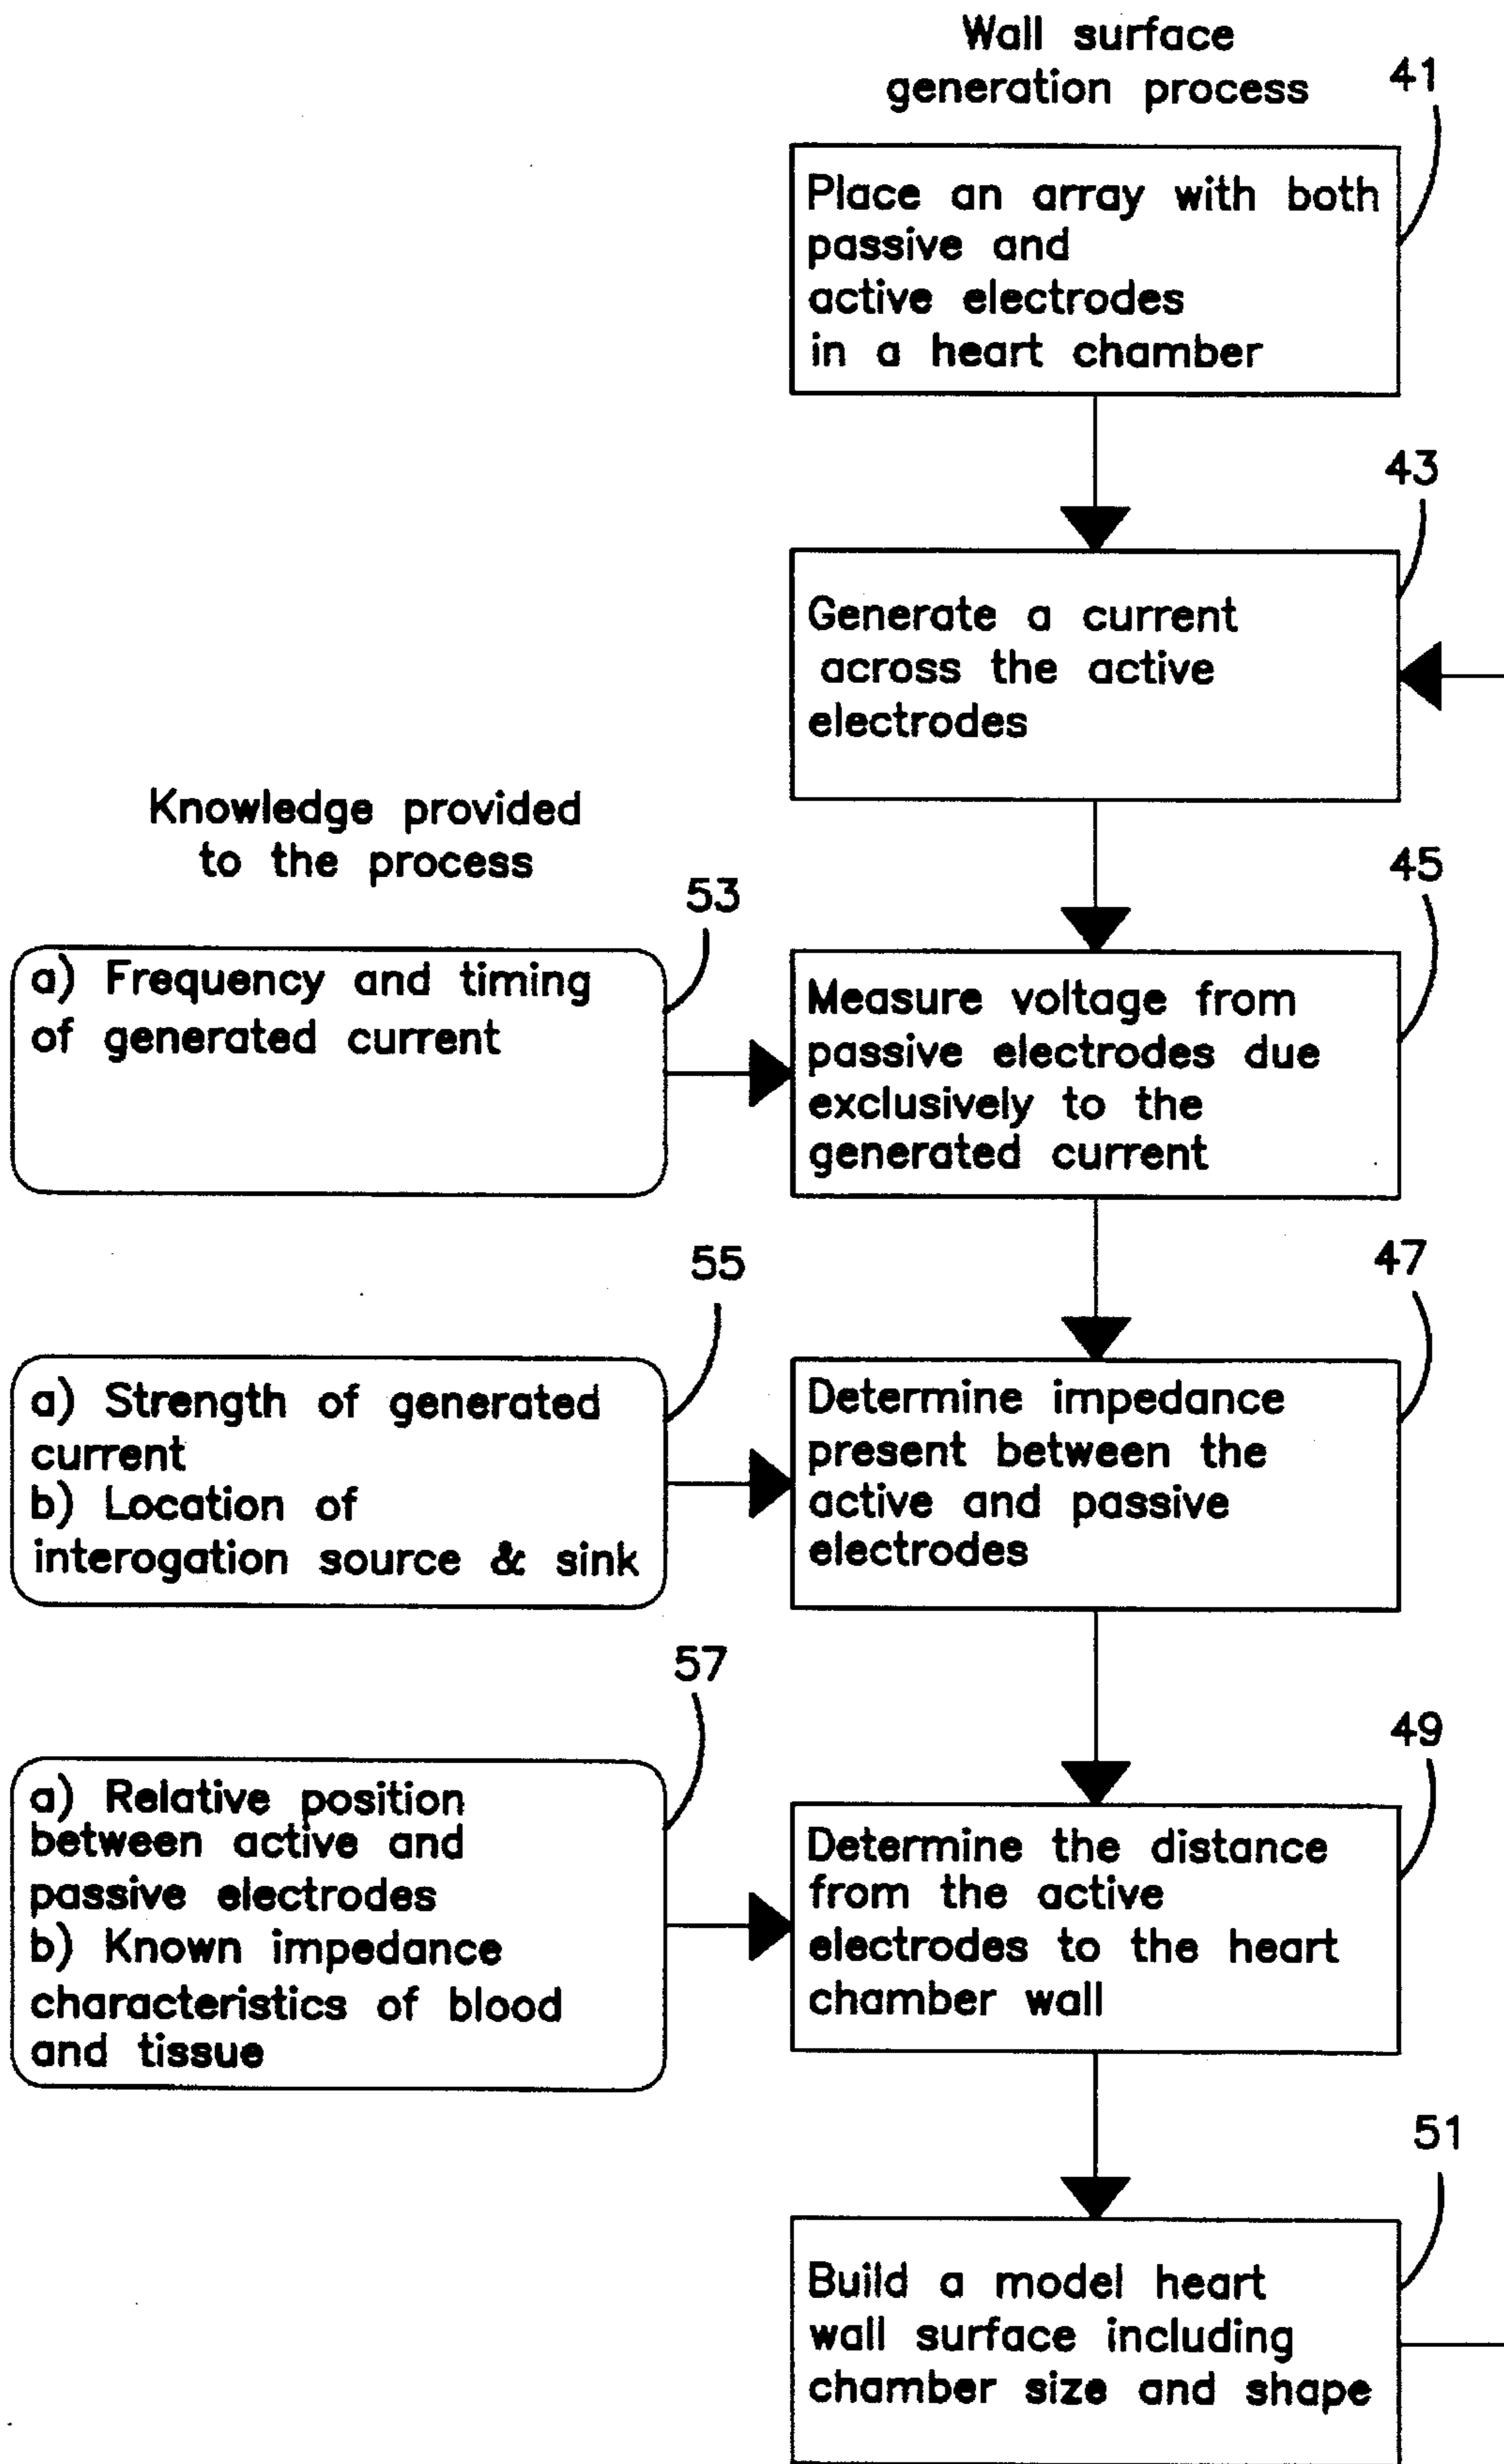 Wall surface
generation process
41
Place an array with both
passive and
active electrodes
in a heart chamber
43
Generate a current
across the active
electrodes
Knowledge provided
to the process
53
a) Frequency and timing
of generated current
45
Measure voltage from
passive electrodes due
exclusively to the
generated current
55
a) Strength of generated
current
b) Location of
interogation source & sink
47
Determine impedance
present between the
active and passive
electrodes
57
a) Relative position
between active and
passive electrodes
b) Known impedance
characteristics of blood
and tissue
49
Determine the distance
from the active
electrodes to the heart
chamber wall
51
Build a model heart
wall surface including
chamber size and shape